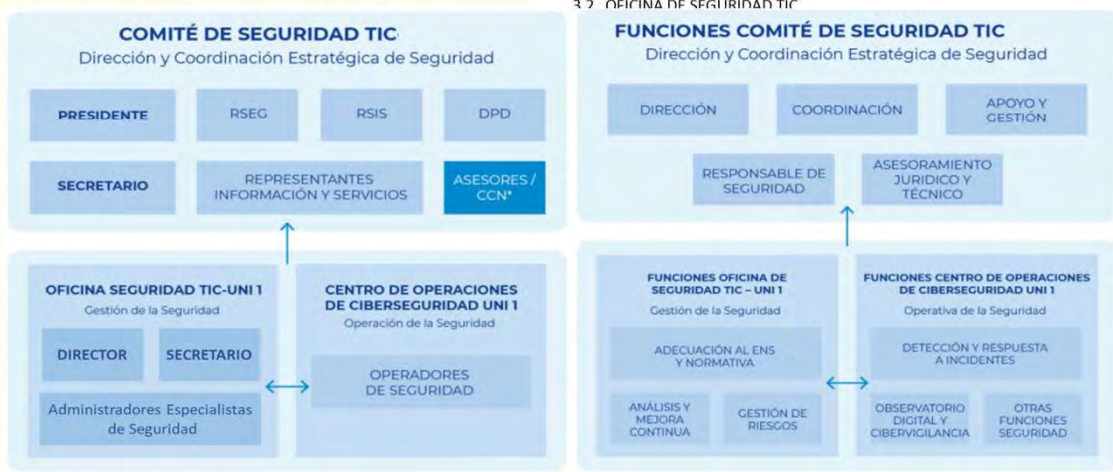 3.2 OFICINA DE SEGURIDAD TIC
COMITÉ DE SEGURIDAD TIC
Dirección y Coordinación Estratégica de Seguridad
PRESIDENTE
RSEG
RSIS
DPD
SECRETARIO
REPRESENTANTES
INFORMACIÓN Y SERVICIOS
ASESORES /
CCN*
OFICINA SEGURIDAD TIC-UNI 1
Gestión de la Seguridad
DIRECTOR
SECRETARIO
Administradores Especialistas
de Seguridad
CENTRO DE OPERACIONES
DE CIBERSEGURIDAD UNI 1
Operación de la Seguridad
OPERADORES
DE SEGURIDAD
FUNCIONES COMITÉ DE SEGURIDAD TIC
Dirección y Coordinación Estratégica de Seguridad
DIRECCIÓN
COORDINACIÓN
APOYO Y
GESTIÓN
RESPONSABLE DE
SEGURIDAD
ASESORAMIENTO
JURIDICO Y
TÉCNICO
FUNCIONES OFICINA DE
SEGURIDAD TIC – UNI 1
Gestión de la Seguridad
ADECUACIÓN AL ENS
Y NORMATIVA
ANÁLISIS Y
MEJORA
CONTINUA
GESTIÓN DE
RIESGOS
FUNCIONES CENTRO DE OPERACIONES
DE CIBERSEGURIDAD UNI 1
Operativa de la Seguridad
DETECCIÓN Y RESPUESTA
A INCIDENTES
OBSERVATORIO
DIGITAL Y
CIBERVIGILANCIA
OTRAS
FUNCIONES
SEGURIDAD